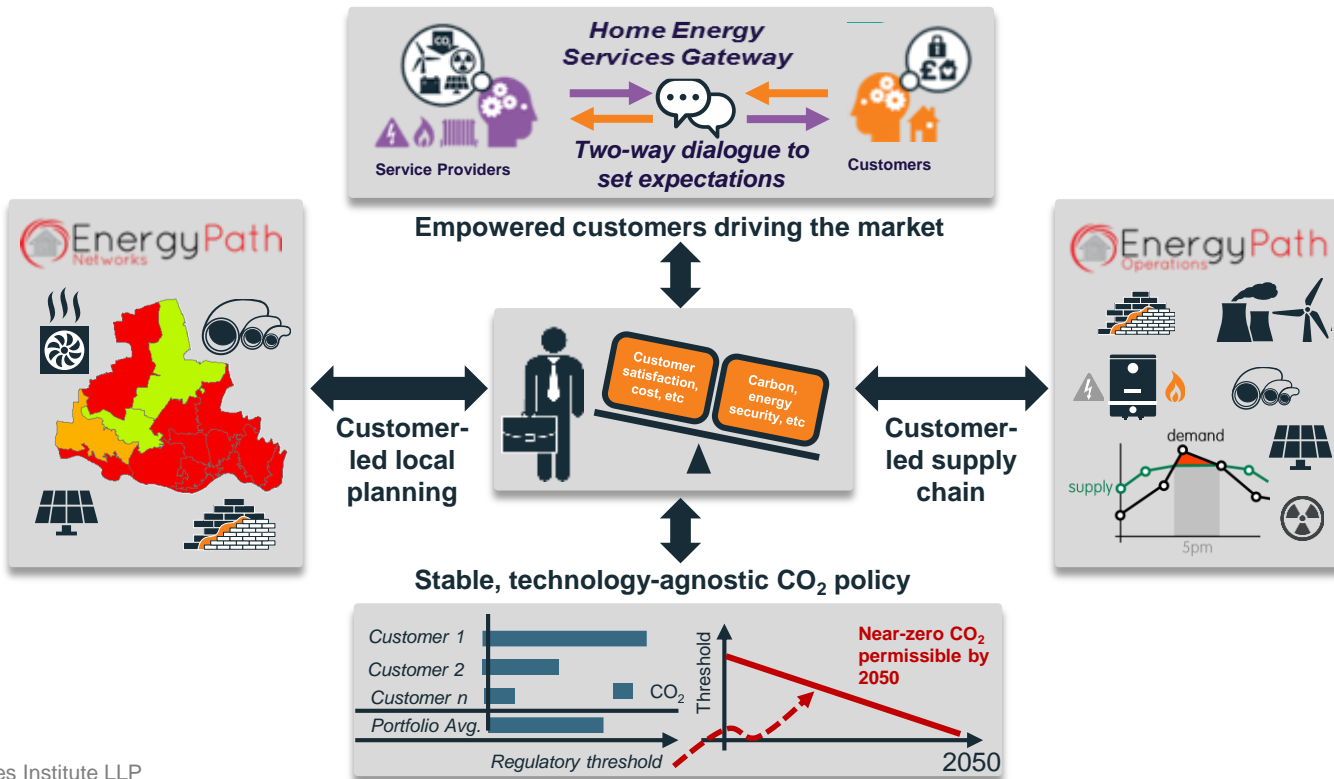 CO₂
Home Energy
Services Gateway
£
Two-way dialogue to
set expectations
Service Providers
Customers
Empowered customers driving the market
EnergyPath
Networks
EnergyPath
Operations
Customer
satisfaction,
cost, etc
Carbon,
energy
security, etc
Customer-
led local
planning
Customer-
led supply
chain
demand
supply
5pm
Stable, technology-agnostic CO₂ policy
Customer 1
Customer 2
Customer n
CO₂
Portfolio Avg.
Regulatory threshold
Threshold
Near-zero CO₂
permissible by
2050
2050
es Institute LLP